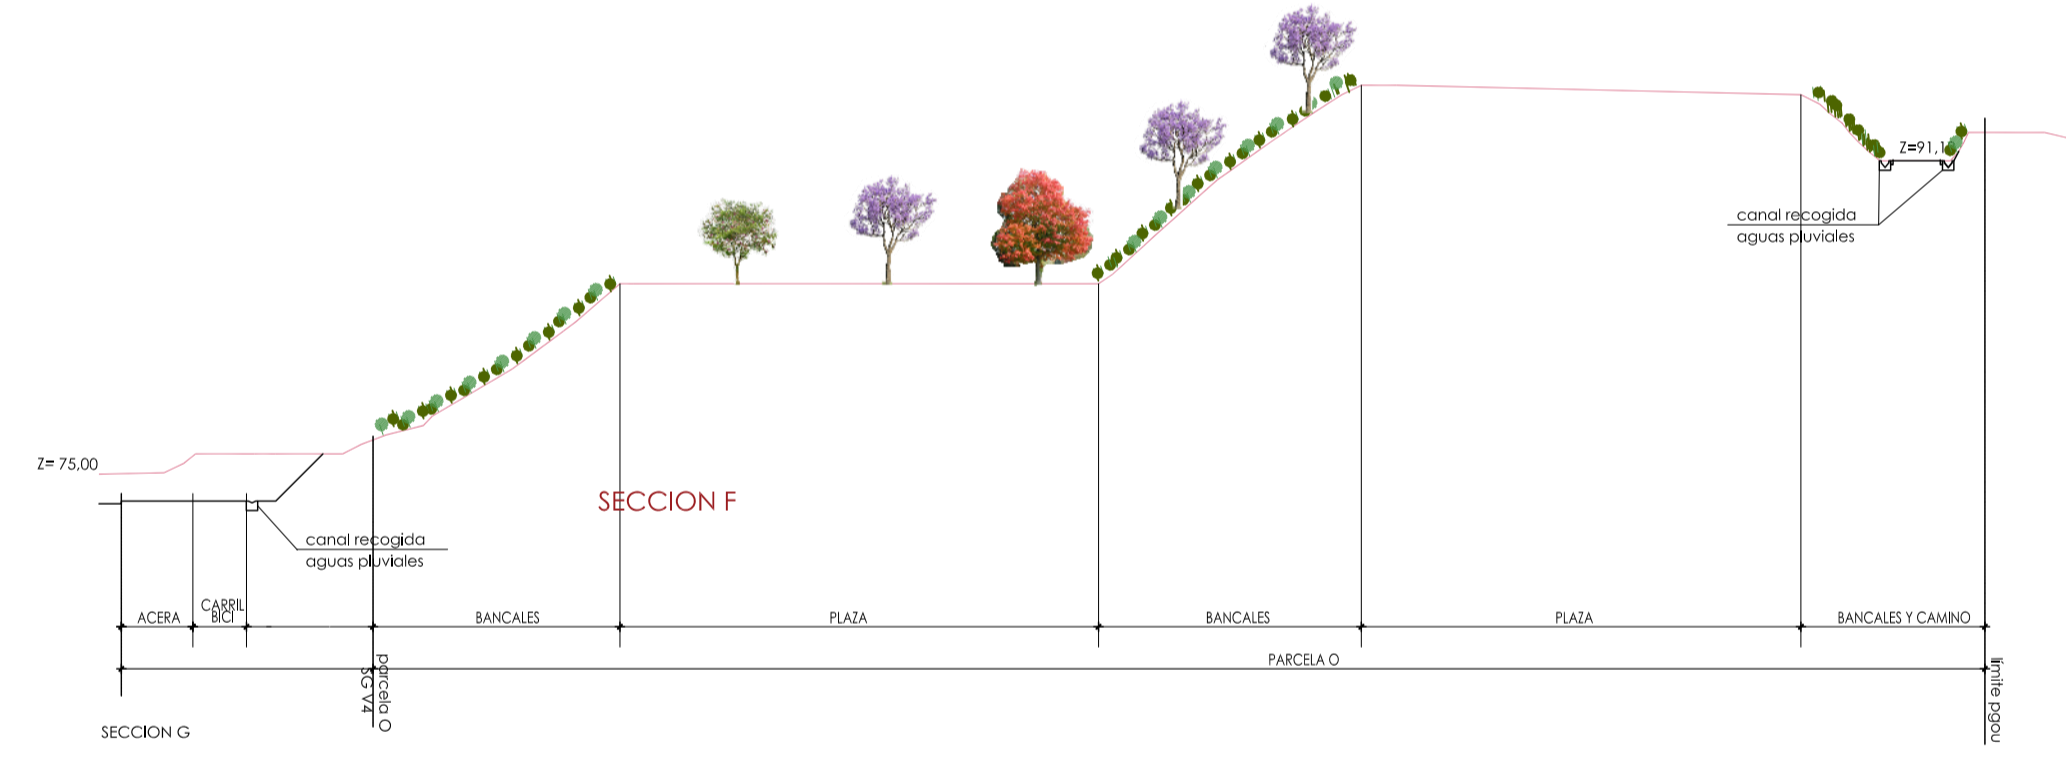 Z=91,1
canal recogida
aguas pluviales
Z= 75,00
SECCION F
canal recogida
aguas pluviales
ACERA
CARRIL
BICI
BANCALES
PLAZA
BANCALES
PLAZA
BANCALES Y CAMINO
PARCELA O
parcela O
SG V4
límite pgou
SECCION G